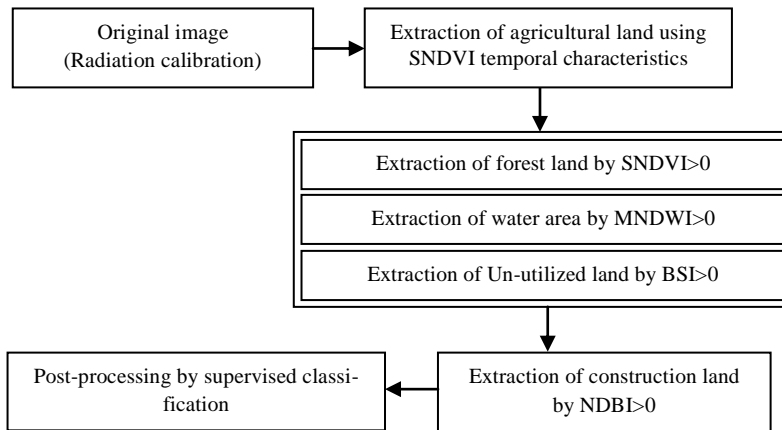 Original image
(Radiation calibration)
Extraction of agricultural land using
SNDVI temporal characteristics
Extraction of forest land by SNDVI>0
Extraction of water area by MNDWI>0
Extraction of Un-utilized land by BSI>0
Extraction of construction land
by NDBI>0
Post-processing by supervised classi-
fication